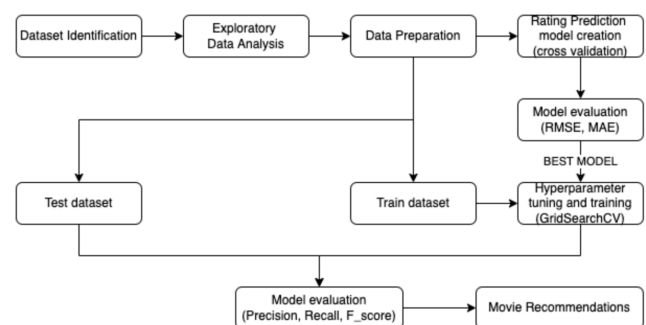 Dataset Identification
Exploratory
Data Analysis
Data Preparation
Rating Prediction
model creation
(cross validation)
Model evaluation
(RMSE, MAE)
BEST MODEL
Test dataset
Train dataset
Hyperparameter
tuning and training
(GridSearchCV)
Model evaluation
(Precision, Recall, F_score)
Movie Recommendations